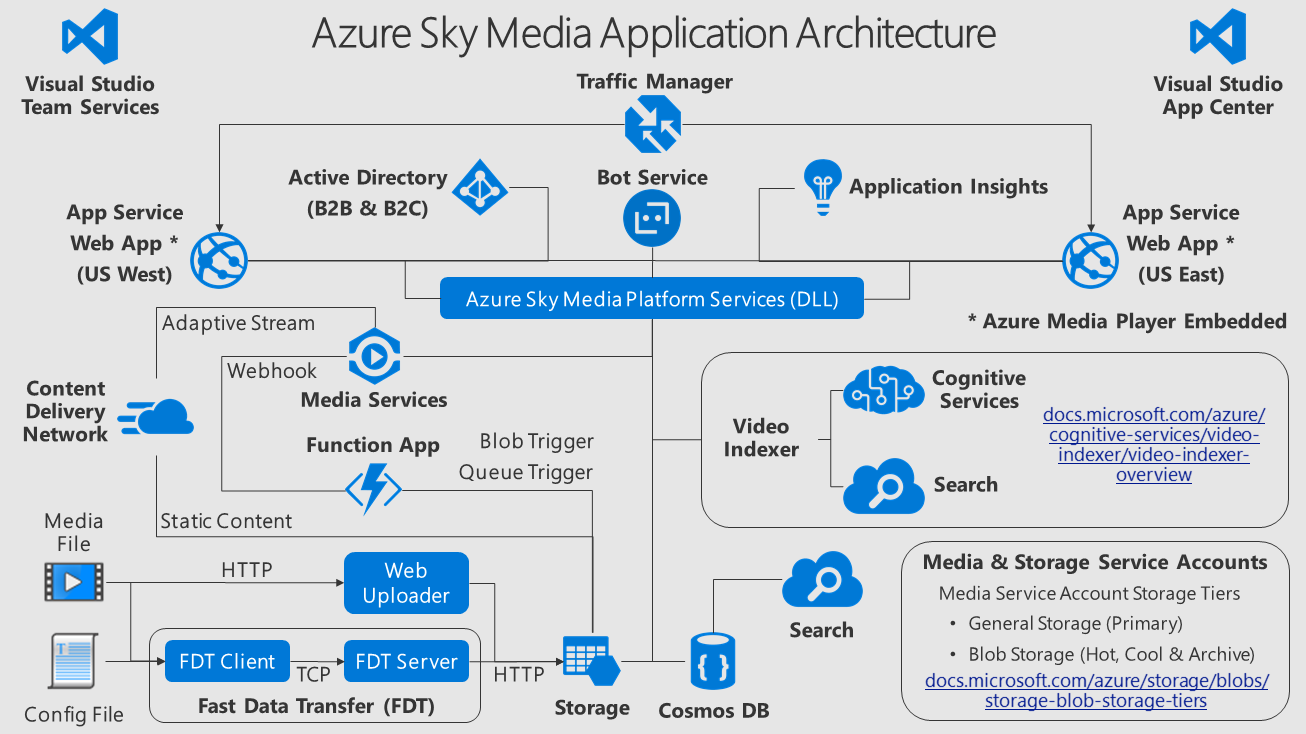 Azure Sky Media Application Architecture
Visual Studio
Team Services
Traffic Manager
Visual Studio
App Center
Active Directory
(B2B & B2C)
Bot Service
Application Insights
App Service
Web App *
(US West)
App Service
Web App *
(US East)
Azure Sky Media Platform Services (DLL)
* Azure Media Player Embedded
Adaptive Stream
Webhook
Media Services
Content
Delivery
Network
Function App
Blob Trigger
Queue Trigger
Static Content
Video
Indexer
Cognitive
Services
Search
docs.microsoft.com/azure/
cognitive-services/video-
indexer/video-indexer-
overview
Media
File
HTTP
Web
Uploader
Config File
FDT Client
TCP
FDT Server
Fast Data Transfer (FDT)
HTTP
Storage
Cosmos DB
Search
Media & Storage Service Accounts
Media Service Account Storage Tiers
• General Storage (Primary)
• Blob Storage (Hot, Cool & Archive)
docs.microsoft.com/azure/storage/blobs/
storage-blob-storage-tiers